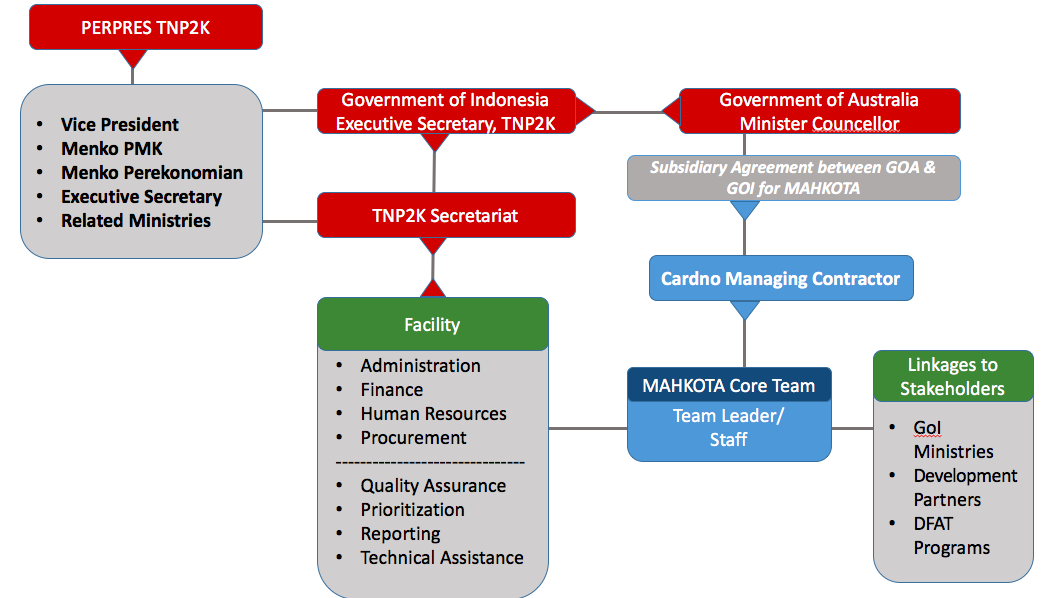 PERPRES TNP2K
• Vice President
• Menko PMK
• Menko Perekonomian
• Executive Secretary
• Related Ministries
Government of Indonesia
Executive Secretary, TNP2K
Government of Australia
Minister Councellor
Subsidiary Agreement between GOA &
GOI for MAHKOTA
TNP2K Secretariat
Cardno Managing Contractor
Facility
• Administration
• Finance
• Human Resources
• Procurement
-------------------------------
• Quality Assurance
• Prioritization
• Reporting
• Technical Assistance
MAHKOTA Core Team
Team Leader/
Staff
Linkages to
Stakeholders
• GoI
Ministries
• Development
Partners
• DFAT
Programs